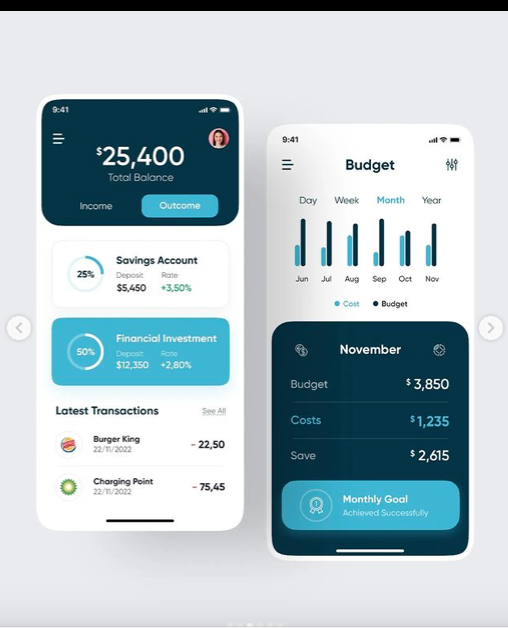 9:41
$25,400
Total Balance
Income Outcome
25%
Savings Account
Deposit Rate
$5,450 +3,50%
50%
Financial Investment
Deposit Rate
$12,350 +2,80%
Latest Transactions See All
Burger King
22/11/2022
- 22,50
Charging Point
22/11/2022
- 75,45
9:41
Budget
Day Week Month Year
Jun Jul Aug Sep Oct Nov
Cost Budget
November
Budget $3,850
Costs $1,235
Save $2,615
Monthly Goal
Achieved Successfully